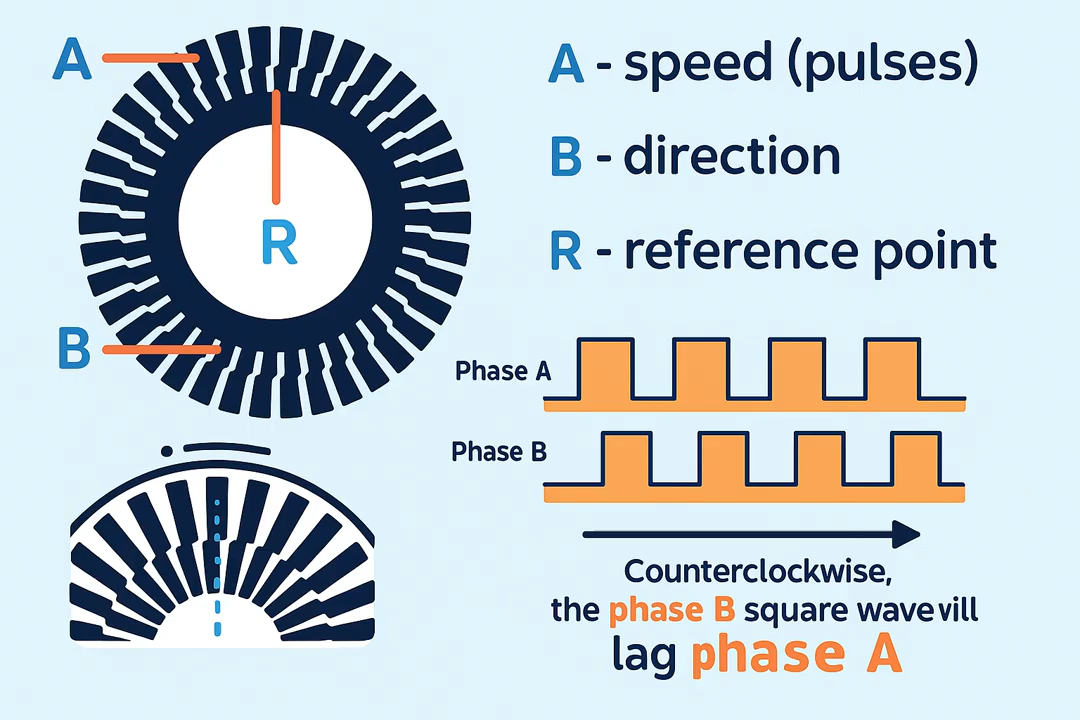 A
R
B
A - speed (pulses)
B - direction
R - reference point
Phase A
Phase B
Counterclockwise,
the phase B square wavevill
lag phase A